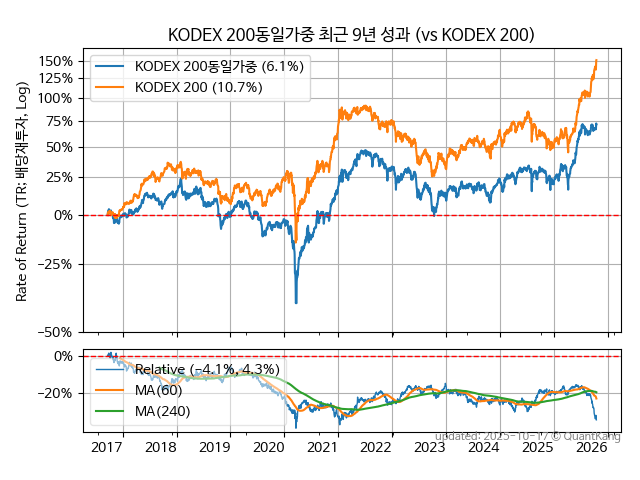 KODEX 200동일가중 최근 9년 성과 (vs KODEX 200)
Rate of Return (TR: 배당재투자, Log)
150%
125%
100%
75%
50%
25%
0%
−25%
−50%
KODEX 200동일가중 (6.1%)
KODEX 200 (10.7%)
0%
−20%
Relative (−4.1%, 4.3%)
MA(60)
MA(240)
updated: 2025-10-17 © QuantKang
2017 2018 2019 2020 2021 2022 2023 2024 2025 2026